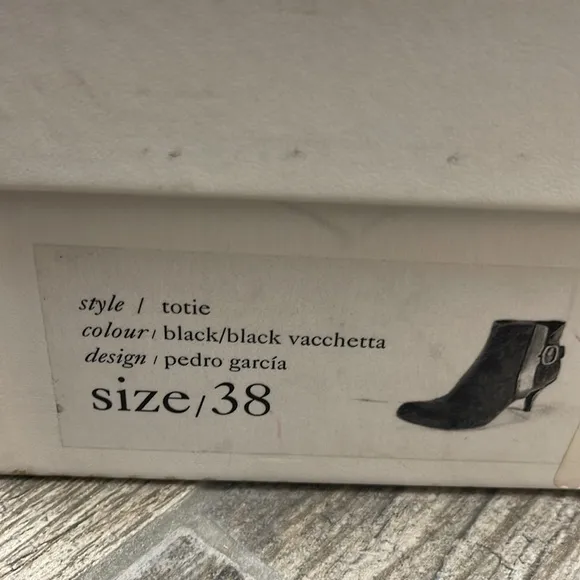 style / totie
colour / black/black vacchetta
design / pedro garcía
size/38